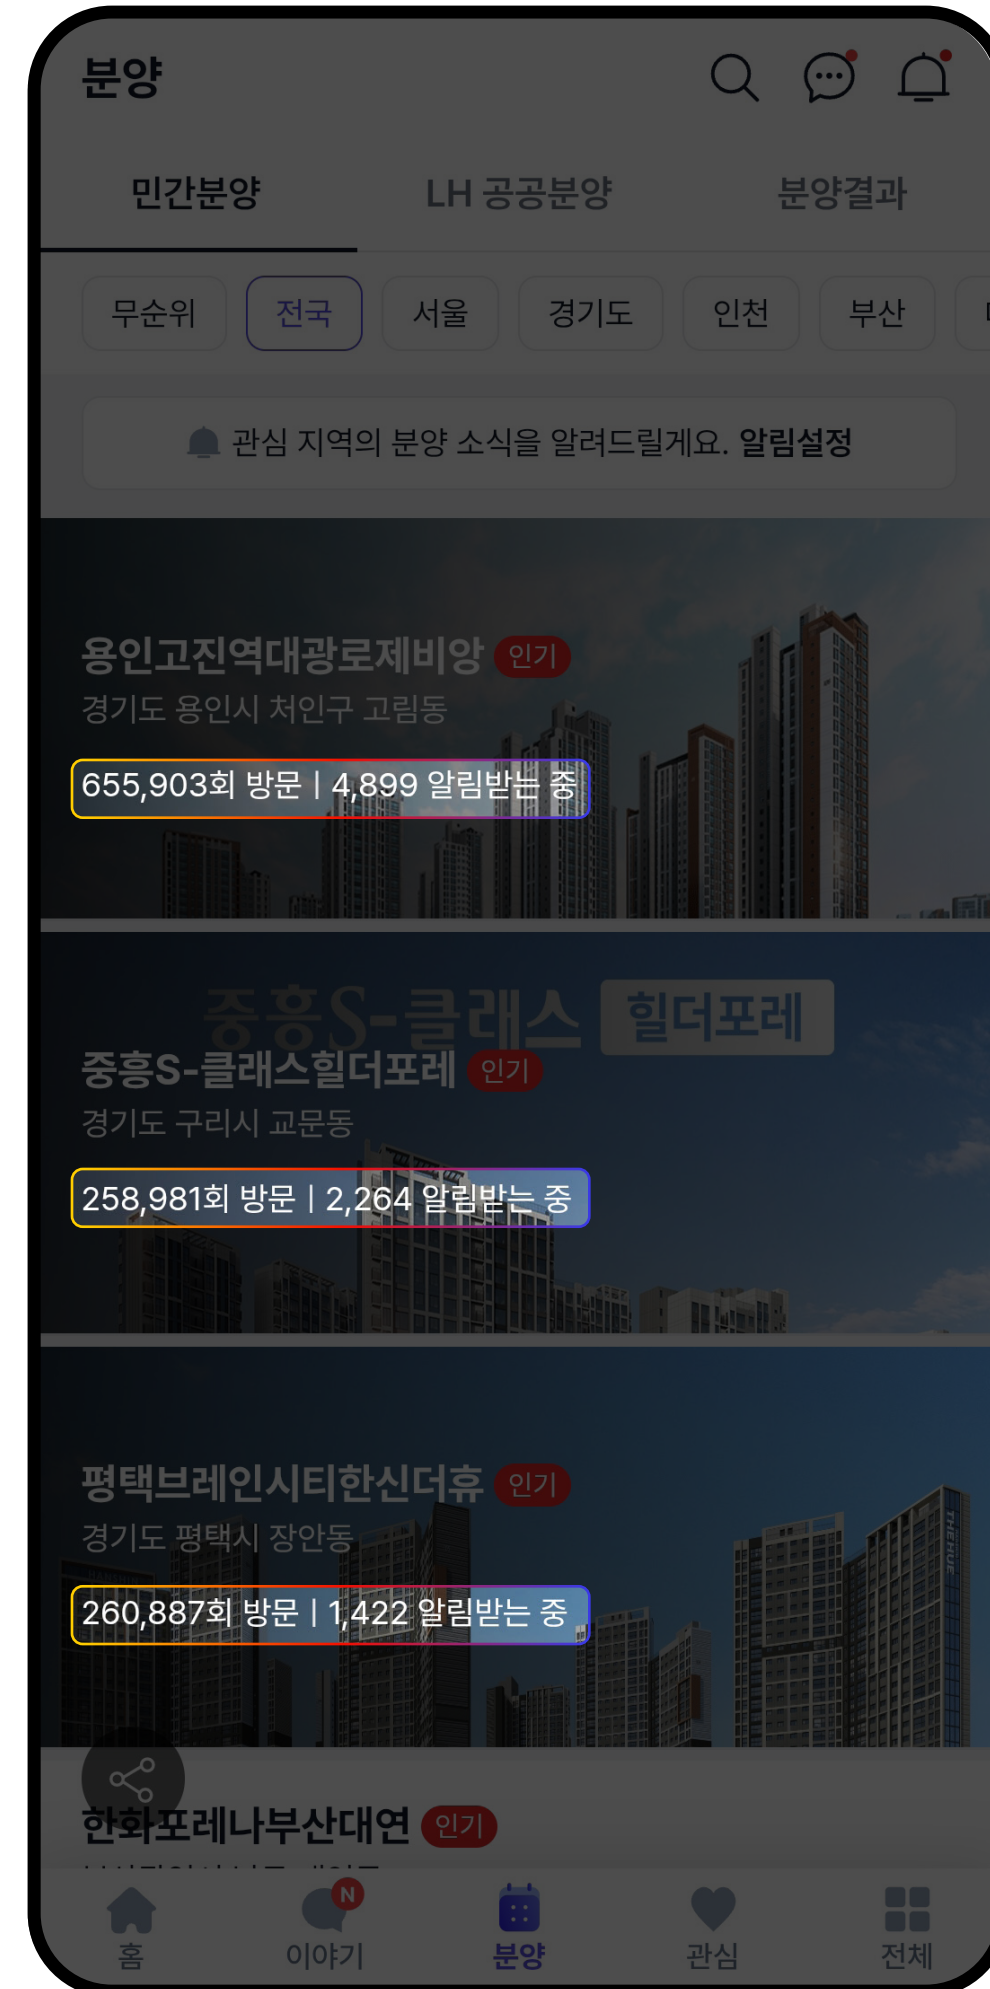 분양
민간분양 LH 공공분양 분양결과
무순위 전국 서울 경기도 인천 부산
관심 지역의 분양 소식을 알려드릴게요. 알림설정
용인고진역대광로제비앙 인기
경기도 용인시 처인구 고림동
655,903회 방문 | 4,899 알림받는 중
중흥S-클래스 힐더포레
중흥S-클래스힐더포레 인기
경기도 구리시 교문동
258,981회 방문 | 2,264 알림받는 중
평택브레인시티한신더휴 인기
경기도 평택시 장안동
THEHUE
260,887회 방문 | 1,422 알림받는 중
한화포레나부산대연 인기
N
홈 이야기 분양 관심 전체